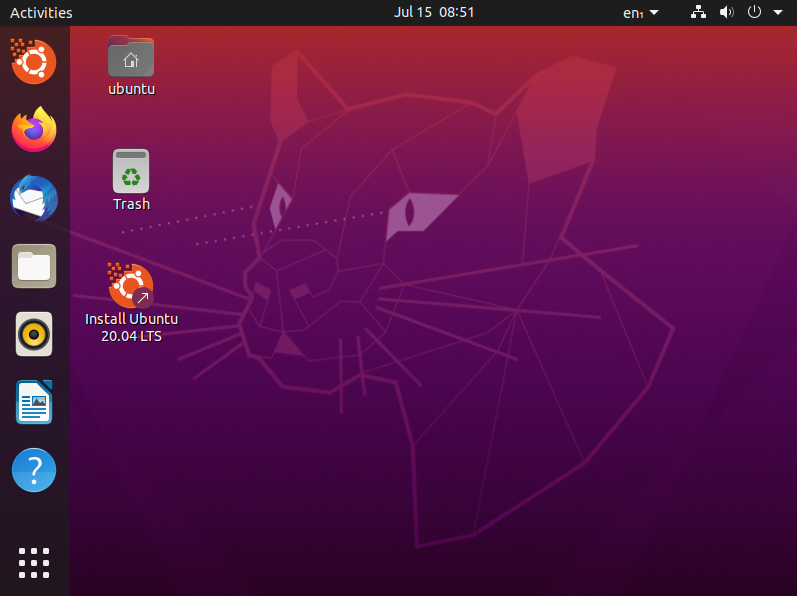 Activities
Jul 15 08:51
en₁
ubuntu
Trash
Install Ubuntu
20.04 LTS
?